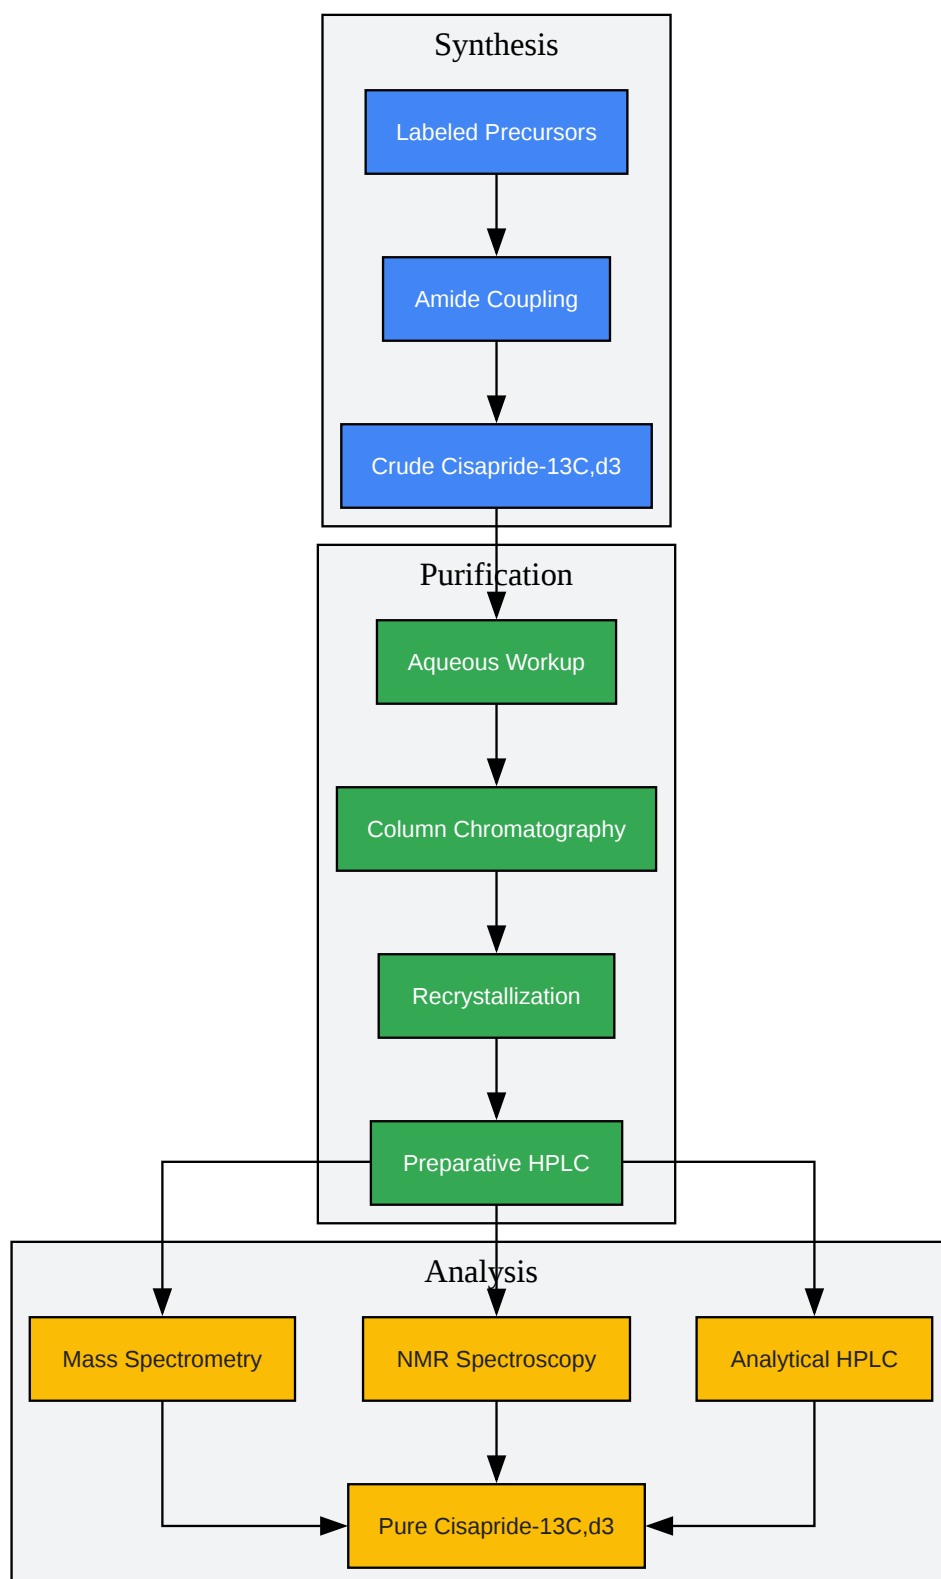 Synthesis
Labeled Precursors
Amide Coupling
Crude Cisapride-13C,d3
Purification
Aqueous Workup
Column Chromatography
Recrystallization
Preparative HPLC
Analysis
Mass Spectrometry
NMR Spectroscopy
Analytical HPLC
Pure Cisapride-13C,d3